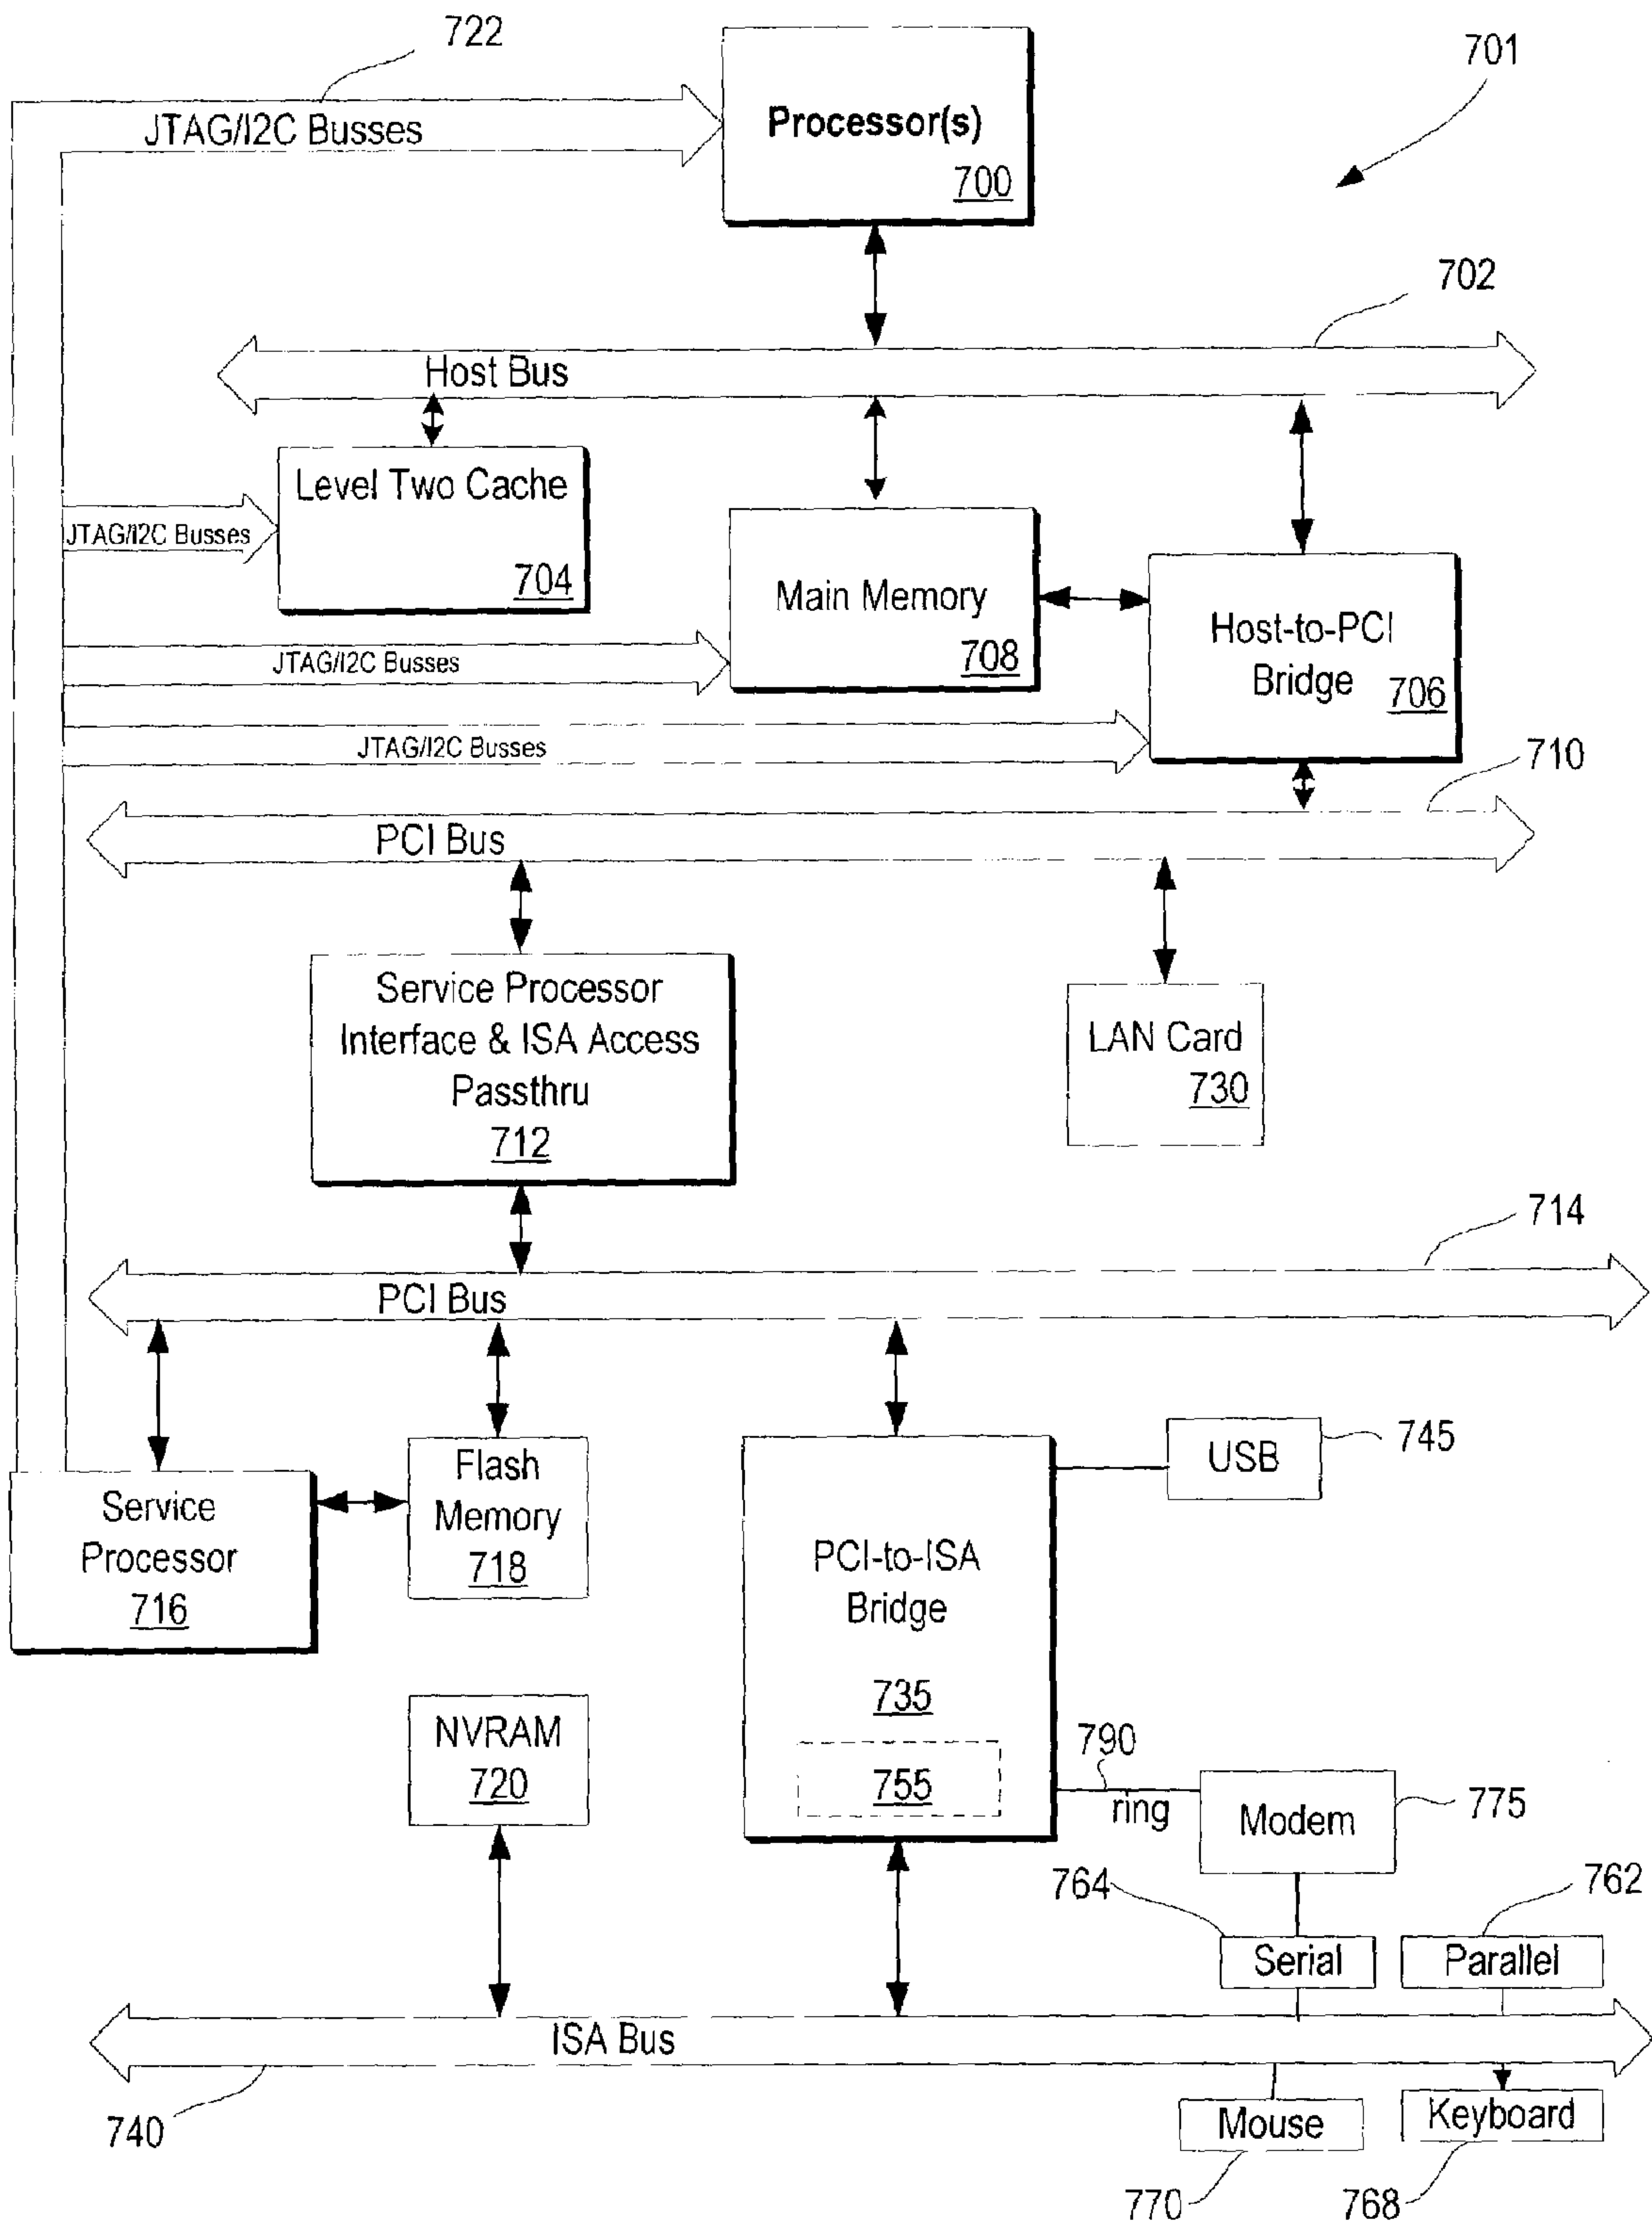 722
701
JTAG/I2C Busses
Processor(s)
700
702
Host Bus
Level Two Cache
704
JTAG/I2C Busses
Main Memory
708
Host-to-PCI
Bridge
706
JTAG/I2C Busses
JTAG/I2C Busses
710
PCI Bus
Service Processor
Interface & ISA Access
Passthru
712
LAN Card
730
714
PCI Bus
Service
Processor
716
Flash
Memory
718
PCI-to-ISA
Bridge
735
755
USB
745
NVRAM
720
790
ring
Modem
775
764
762
Serial
Parallel
ISA Bus
740
Mouse
Keyboard
770
768